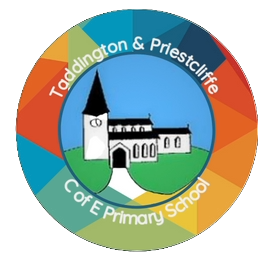 Taddington & Priestcliffe
C of E Primary School